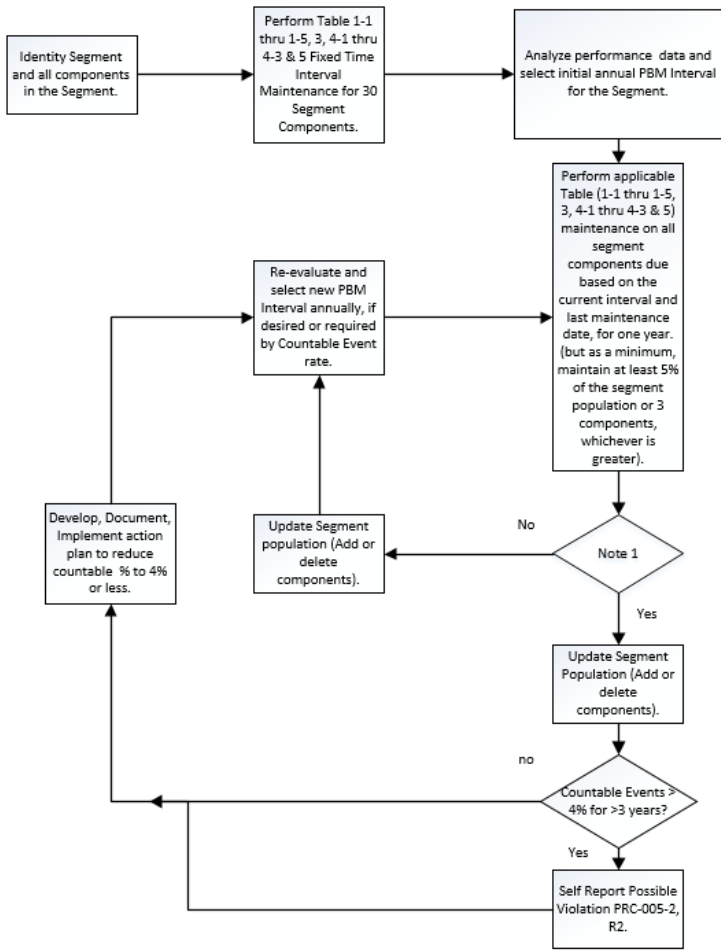 Identity Segment
and all components
in the Segment.
Perform Table 1-1
thru 1-5, 3, 4-1 thru
4-3 & 5 Fixed Time
Interval
Maintenance for 30
Segment
Components.
Analyze performance data and
select initial annual PBM Interval
for the Segment.
Perform applicable
Table (1-1 thru 1-5,
3, 4-1 thru 4-3 & 5)
maintenance on all
segment
components due
based on the
current interval and
last maintenance
date, for one year.
(but as a minimum,
maintain at least 5%
of the segment
population or 3
components,
whichever is
greater).
Re-evaluate and
select new PBM
Interval annually, if
desired or required
by Countable Event
rate.
Develop, Document,
Implement action
plan to reduce
countable % to 4%
or less.
Update Segment
population (Add or
delete
components).
No
Note 1
Yes
Update Segment
Population (Add or
delete
components).
no
Countable Events >
4% for >3 years?
Yes
Self Report Possible
Violation PRC-005-2,
R2.